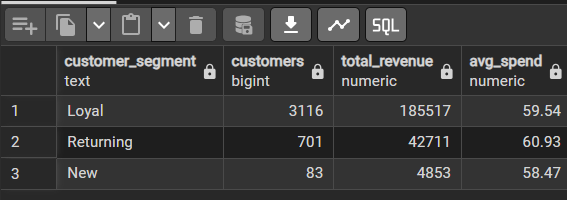 SQL
customer_segment customers total_revenue avg_spend
text bigint numeric numeric
1 Loyal 3116 185517 59.54
2 Returning 701 42711 60.93
3 New 83 4853 58.47